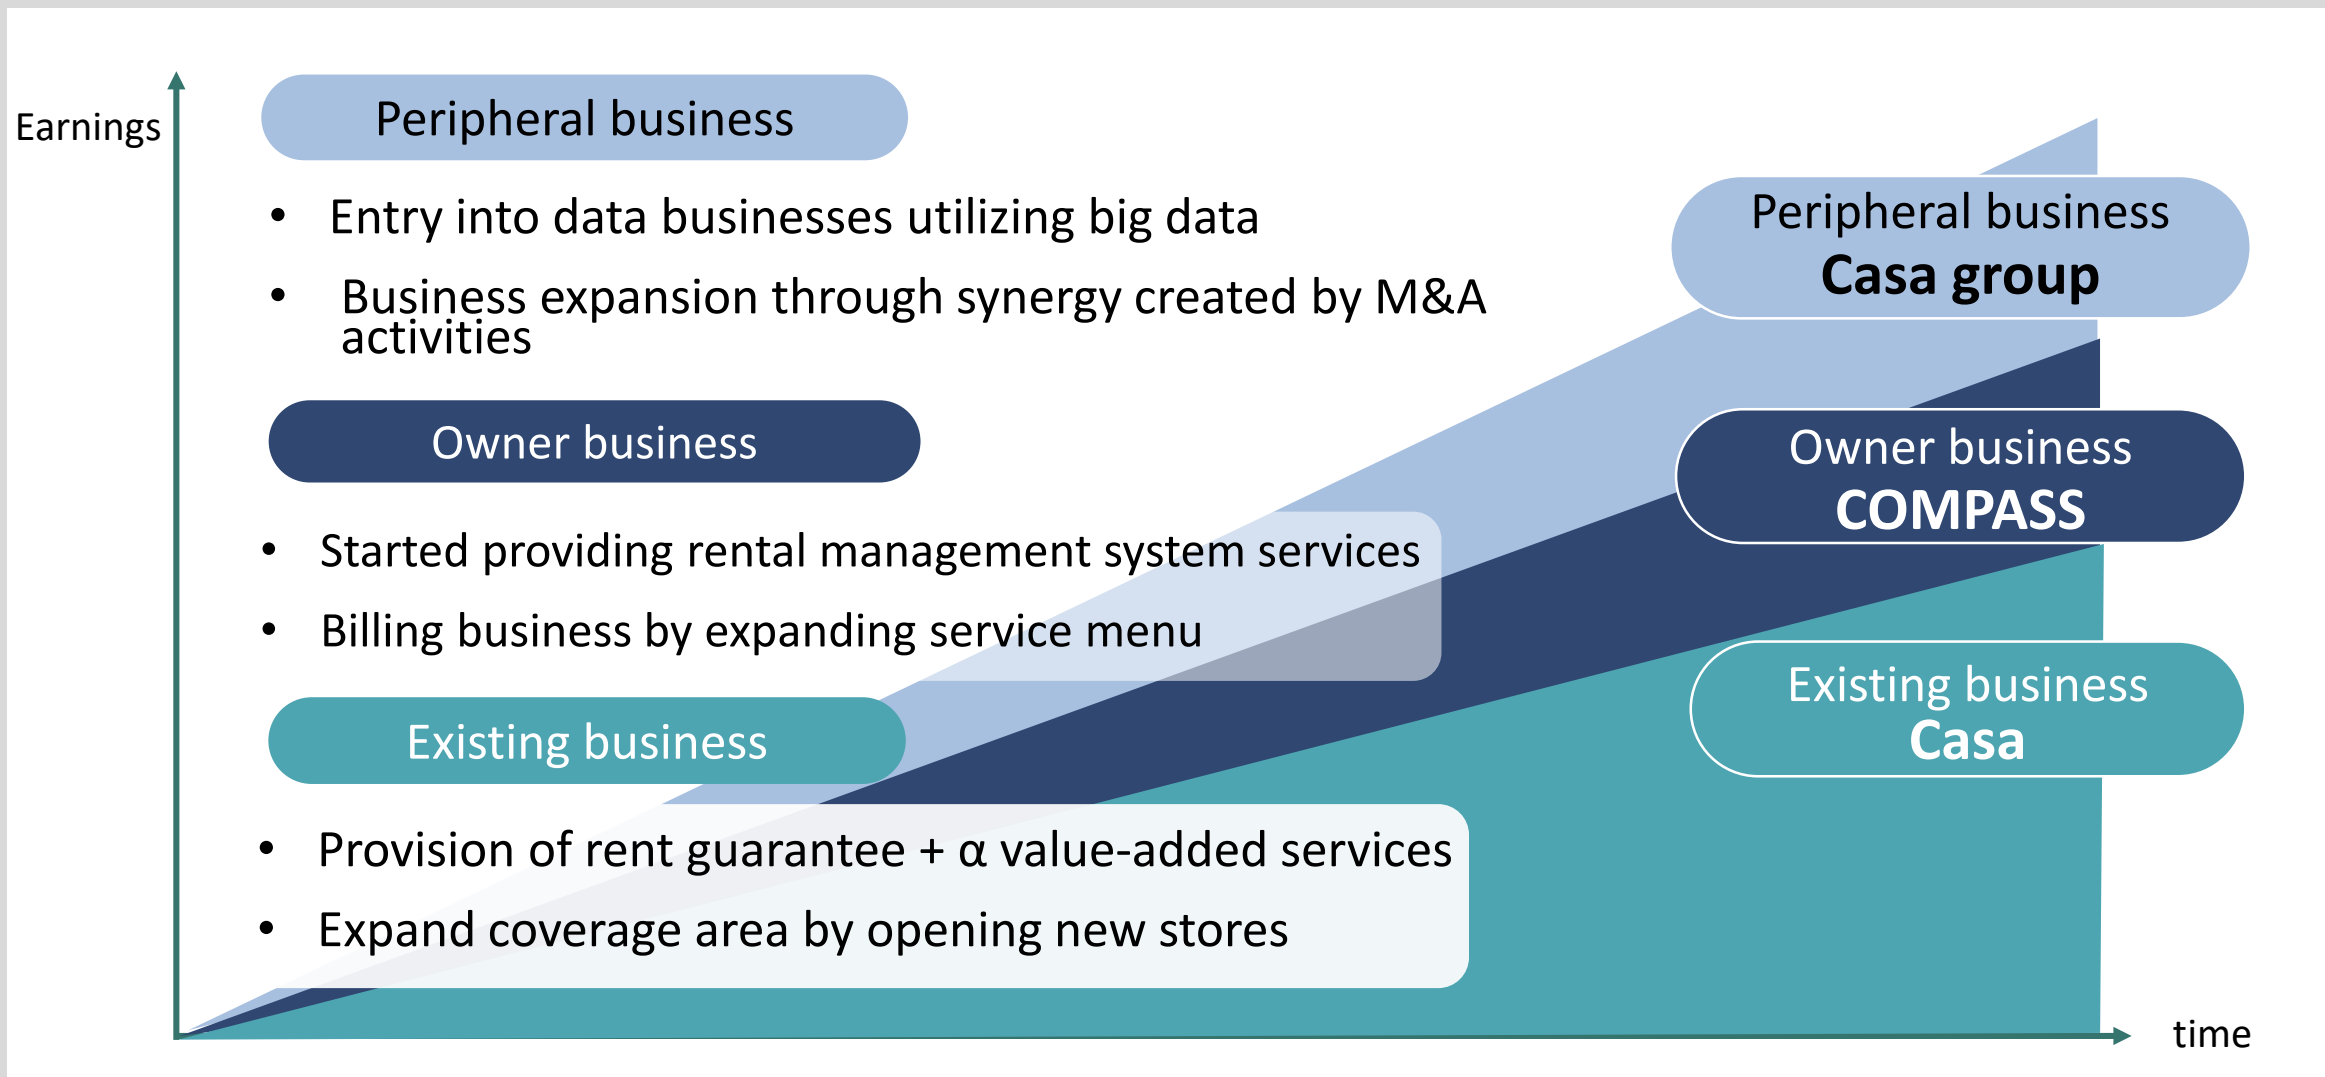 Earnings
Peripheral business
• Entry into data businesses utilizing big data
• Business expansion through synergy created by M&A
activities
Owner business
• Started providing rental management system services
• Billing business by expanding service menu
Existing business
• Provision of rent guarantee + α value-added services
• Expand coverage area by opening new stores
Peripheral business
Casa group
Owner business
COMPASS
Existing business
Casa
time